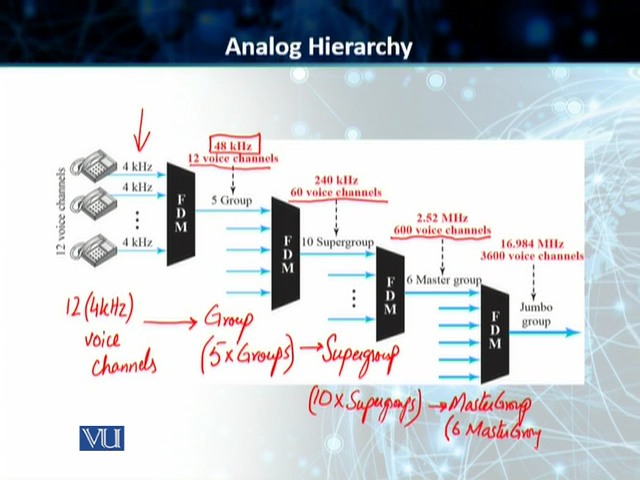 Analog Hierarchy
48 kHz
12 voice channels
4 kHz
4 kHz
4 kHz
12 voice channels
FDM
5 Group
240 kHz
60 voice channels
FDM
10 Supergroup
2.52 MHz
600 voice channels
FDM
6 Master group
16.984 MHz
3600 voice channels
FDM
Jumbo
group
12 (4kHz)
voice
channels
Group
(5 x Groups) → Supergroup
(10 x Supergroups) → MasterGroup
(6 MasterGroup
VU